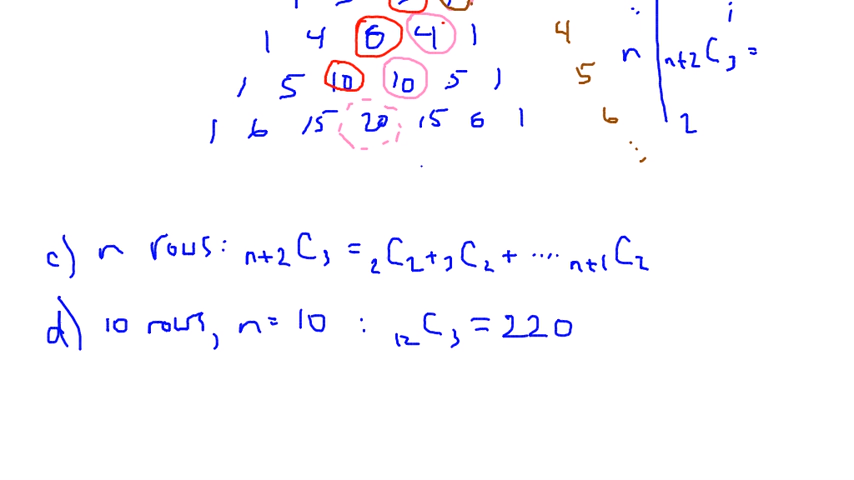 1 4 6 4 1 4
n n+2C3 =
1 5 10 10 5 1 5
1 6 15 20 15 6 1 6 2
c) n rows: n+2C3 = 2C2 + 3C2 + .... n+1C2
d) 10 rows, n = 10 : 12C3 = 220